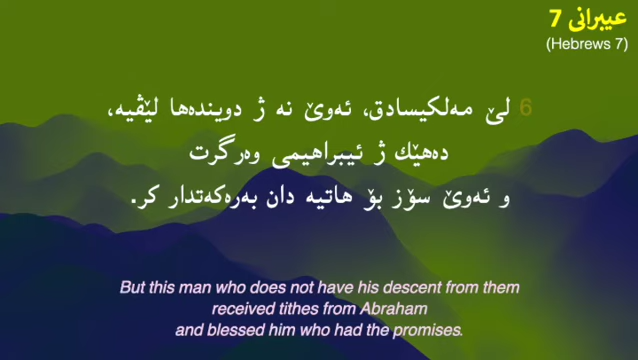 عیبرانی 7
(Hebrews 7)
6 لێ مەلکیسادق، ئەوێ نە ژ دویندەها لێڤیە،
دەهێك ژ ئیبراهیمی وەرگرت
و ئەوێ سۆز بۆ هاتیە دان بەرەکەتدار کر.
But this man who does not have his descent from them
received tithes from Abraham
and blessed him who had the promises.